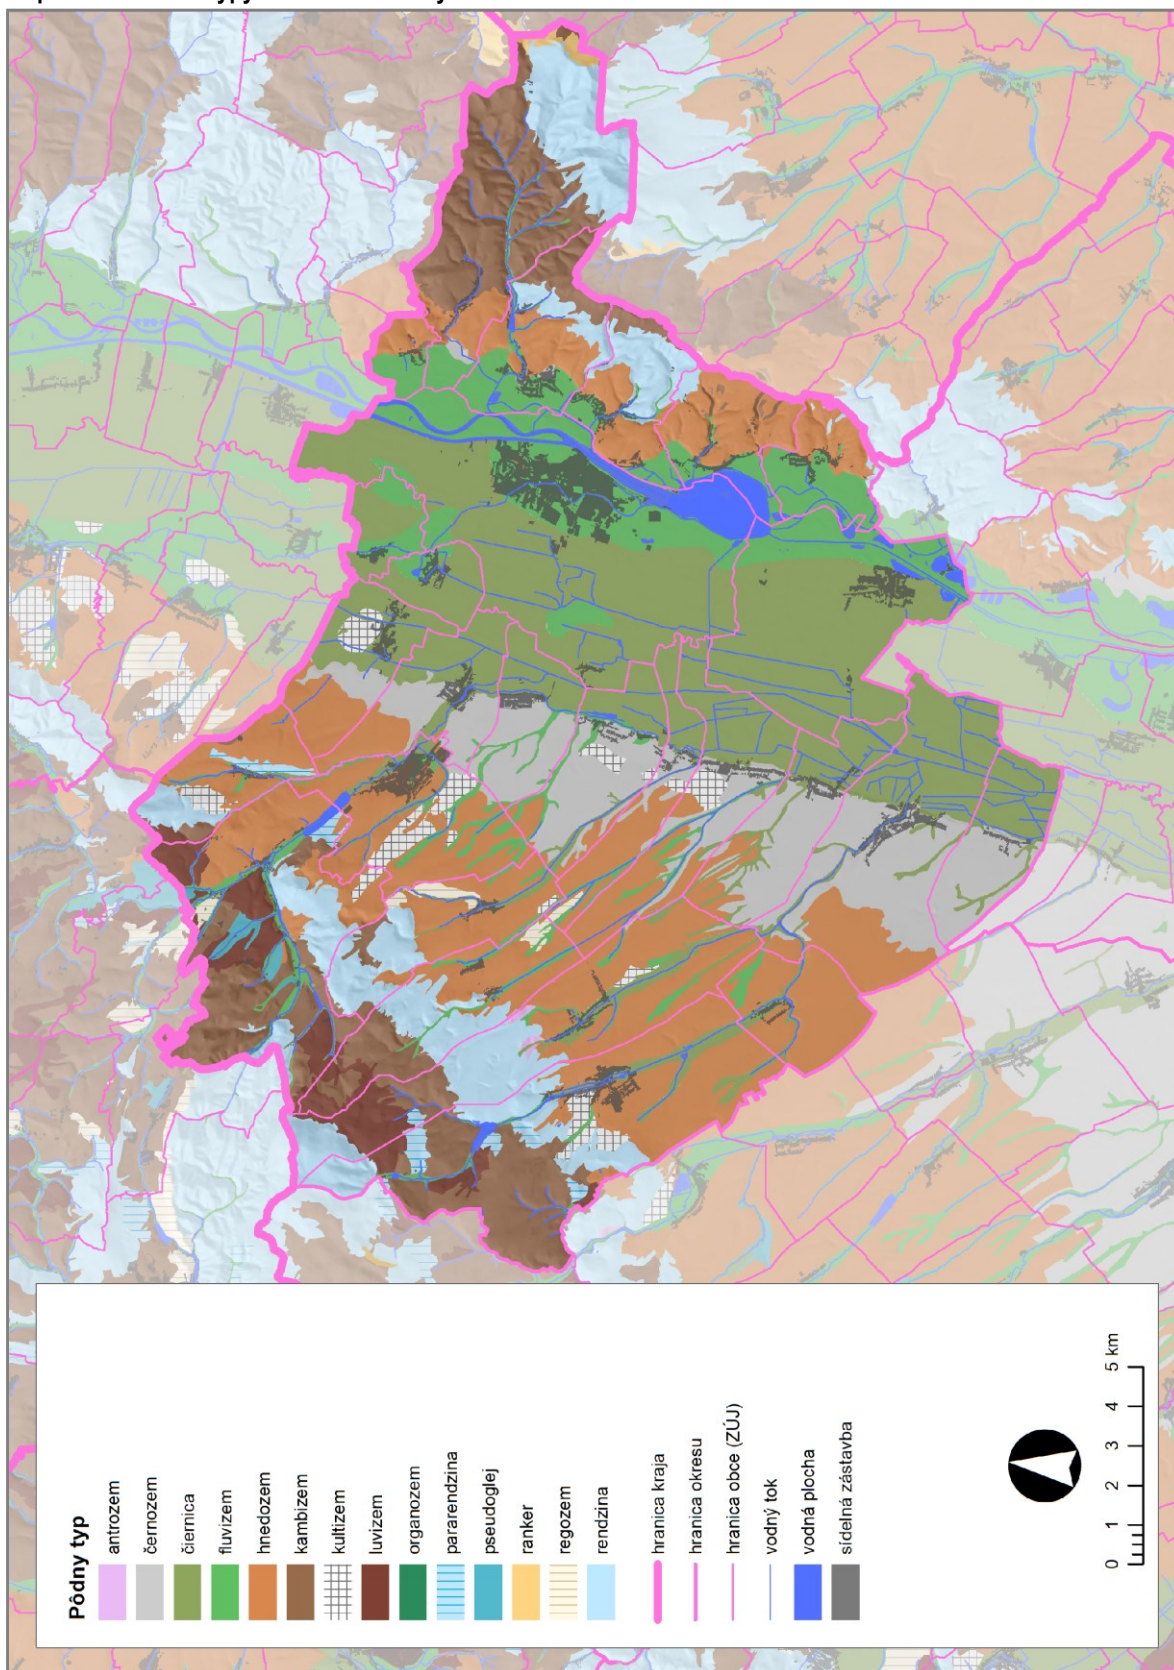 Pôdny typ
antrozem
černozem
čiernica
fluvizem
hnedozem
kambizem
kultizem
luvizem
organozem
pararendzina
pseudoglej
ranker
regozem
rendzina
hranica kraja
hranica okresu
hranica obce (ZÚJ)
vodný tok
vodná plocha
sídelná zástavba
0 1 2 3 4 5 km